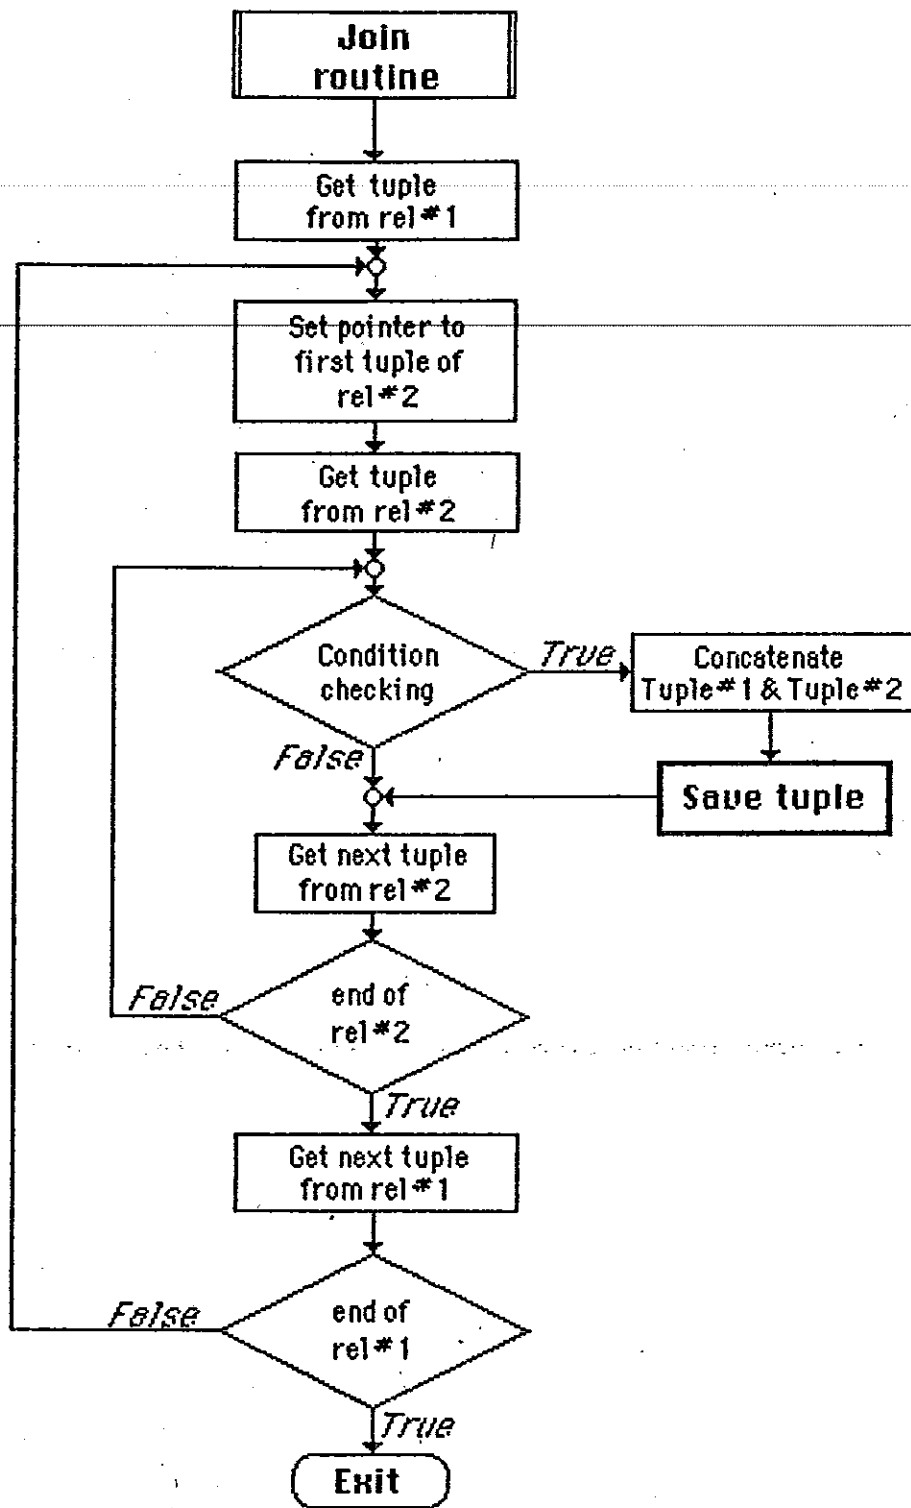 Join
routine
Get tuple
from rel#1
Set pointer to
first tuple of
rel#2
Get tuple
from rel#2
Condition
checking
True
Concatenate
Tuple#1 & Tuple#2
False
Save tuple
Get next tuple
from rel#2
False
end of
rel#2
True
Get next tuple
from rel#1
False
end of
rel#1
True
Exit